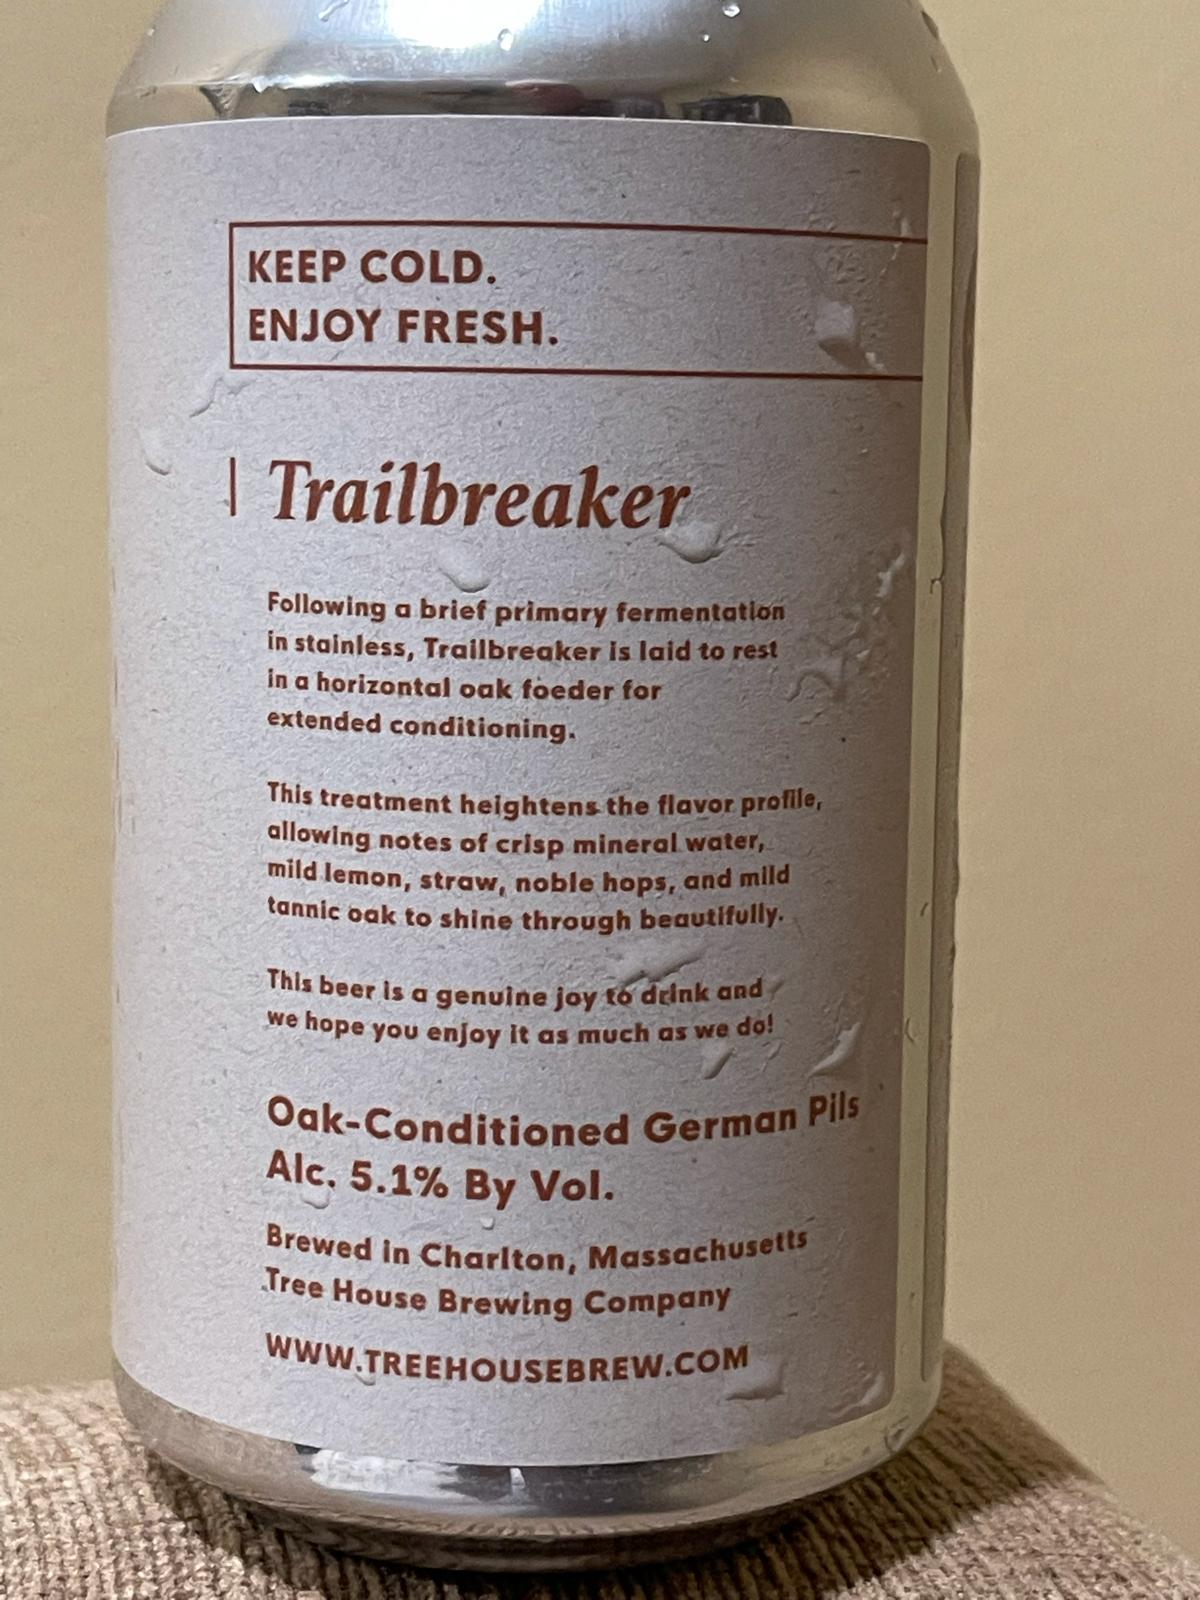 KEEP COLD.
ENJOY FRESH.
Trailbreaker
Following a brief primary fermentation
in stainless, Trailbreaker is laid to rest
in a horizontal oak foeder for
extended conditioning.
This treatment heightens the flavor profile,
allowing notes of crisp mineral water,
mild lemon, straw, noble hops, and mild
tannic oak to shine through beautifully.
This beer is a genuine joy to drink and
we hope you enjoy it as much as we do!
Oak-Conditioned German Pils
Alc. 5.1% By Vol.
Brewed in Charlton, Massachusetts
Tree House Brewing Company
WWW.TREEHOUSEBREW.COM